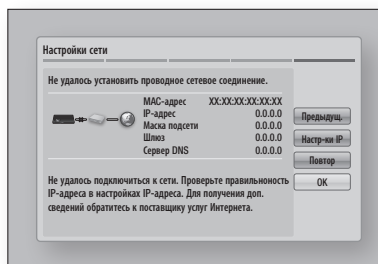 Настройки сети
Не удалось установить проводное сетевое соединение.
MAC-адрес XX:XX:XX:XX:XX:XX
IP-адрес 0.0.0.0
Маска подсети 0.0.0.0
Шлюз 0.0.0.0
Сервер DNS 0.0.0.0
Предыдущ.
Настр-ки IP
Повтор
OK
Не удалось подключиться к сети. Проверьте правильноность
IP-адреса в настройках IP-адреса. Для получения доп.
сведений обратитесь к поставщику услуг Интернета.